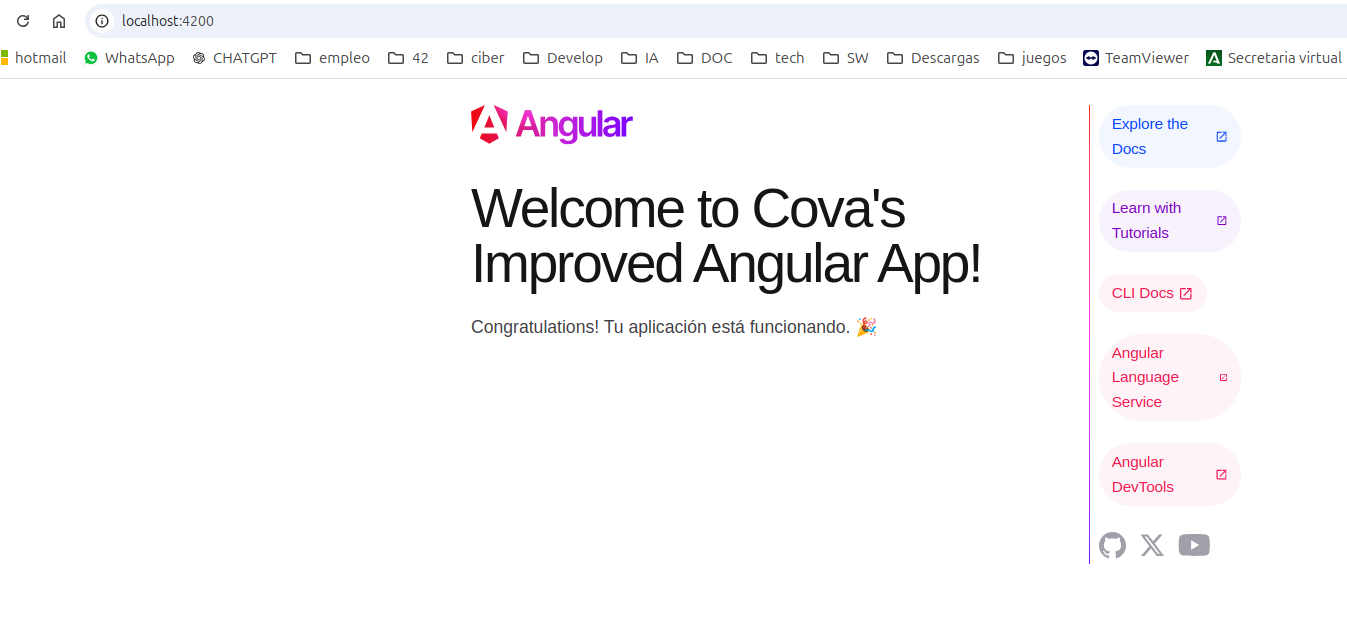 localhost:4200
hotmail WhatsApp CHATGPT empleo 42 ciber Develop IA DOC tech SW Descargas juegos TeamViewer Secretaria virtual
Angular
Welcome to Cova's
Improved Angular App!
Congratulations! Tu aplicación está funcionando. 🎉
Explore the
Docs
Learn with
Tutorials
CLI Docs
Angular
Language
Service
Angular
DevTools